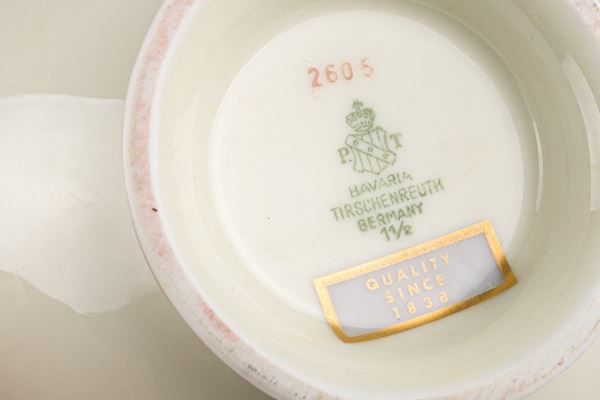 2605
P T
BAVARIA
TIRSCHENREUTH
GERMANY
11/2
QUALITY
SINCE
1838